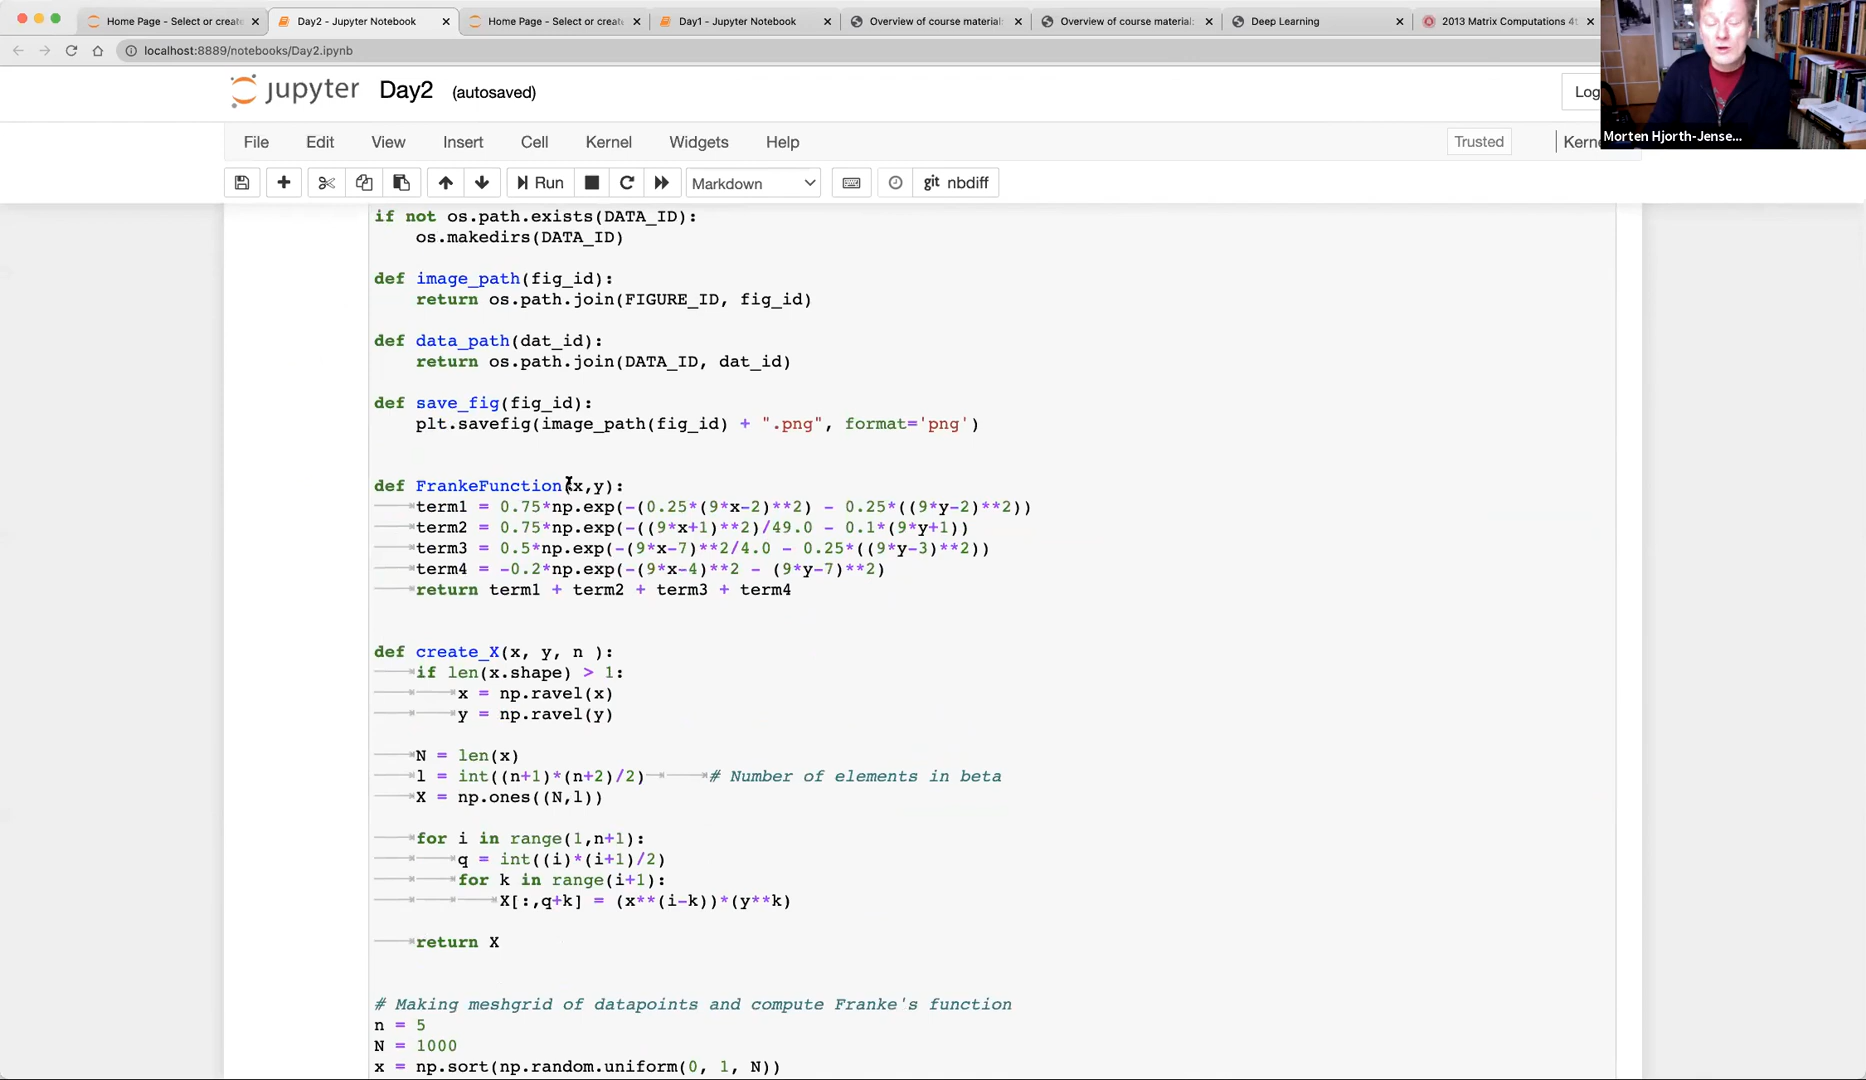 Home Page - Select or create
Day2 - Jupyter Notebook
Home Page - Select or create
Day1 - Jupyter Notebook
Overview of course material:
Overview of course material:
Deep Learning
2013 Matrix Computations 4t
localhost:8889/notebooks/Day2.ipynb
jupyter Day2 (autosaved)
Log
Morten Hjorth-Jense...
File Edit View Insert Cell Kernel Widgets Help
Trusted
Kerne
Run
Markdown
git nbdiff
if not os.path.exists(DATA_ID):
os.makedirs(DATA_ID)
def image_path(fig_id):
return os.path.join(FIGURE_ID, fig_id)
def data_path(dat_id):
return os.path.join(DATA_ID, dat_id)
def save_fig(fig_id):
plt.savefig(image_path(fig_id) + ".png", format='png')
def FrankeFunction(x,y):
term1 = 0.75*np.exp(-(0.25*(9*x-2)**2) - 0.25*((9*y-2)**2))
term2 = 0.75*np.exp(-((9*x+1)**2)/49.0 - 0.1*(9*y+1))
term3 = 0.5*np.exp(-(9*x-7)**2/4.0 - 0.25*((9*y-3)**2))
term4 = -0.2*np.exp(-(9*x-4)**2 - (9*y-7)**2)
return term1 + term2 + term3 + term4
def create_X(x, y, n ):
if len(x.shape) > 1:
x = np.ravel(x)
y = np.ravel(y)
N = len(x)
l = int((n+1)*(n+2)/2) # Number of elements in beta
X = np.ones((N,l))
for i in range(1,n+1):
q = int((i)*(i+1)/2)
for k in range(i+1):
X[:,q+k] = (x**(i-k))*(y**k)
return X
# Making meshgrid of datapoints and compute Franke's function
n = 5
N = 1000
x = np.sort(np.random.uniform(0, 1, N))